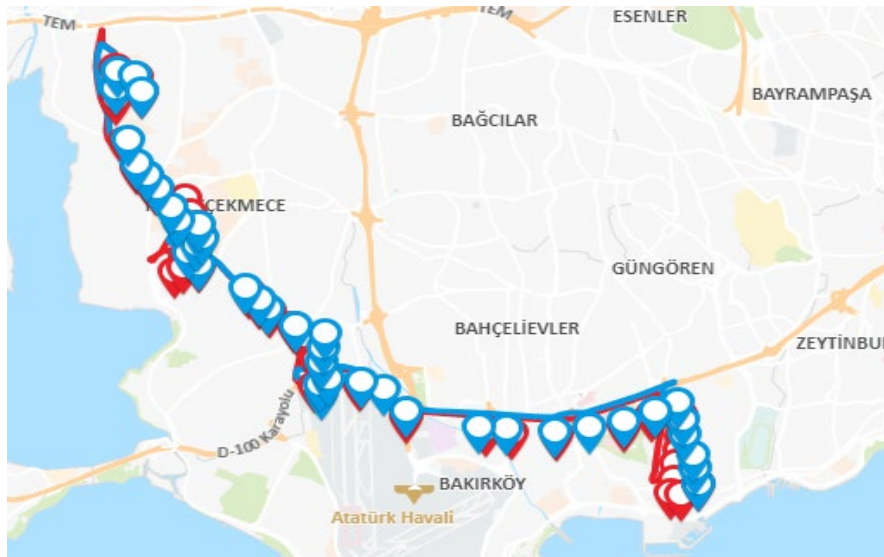 ESENLER
TEM
TEM
BAYRAMPAŞA
BAĞCILAR
ÇEKMECE
GÜNGÖREN
BAHÇELİEVLER
ZEYTİNBU
D-100 Karayolu
BAKIRKÖY
Atatürk Havali